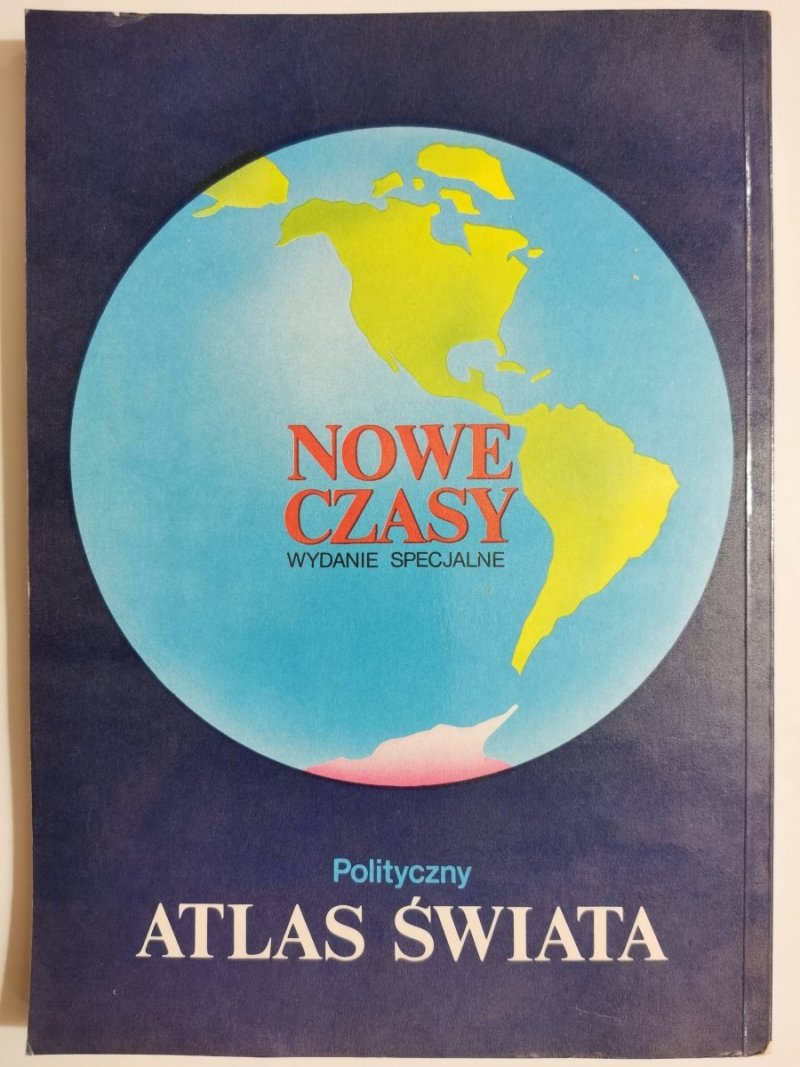 NOWE
CZASY
WYDANIE SPECJALNE
Polityczny
ATLAS ŚWIATA